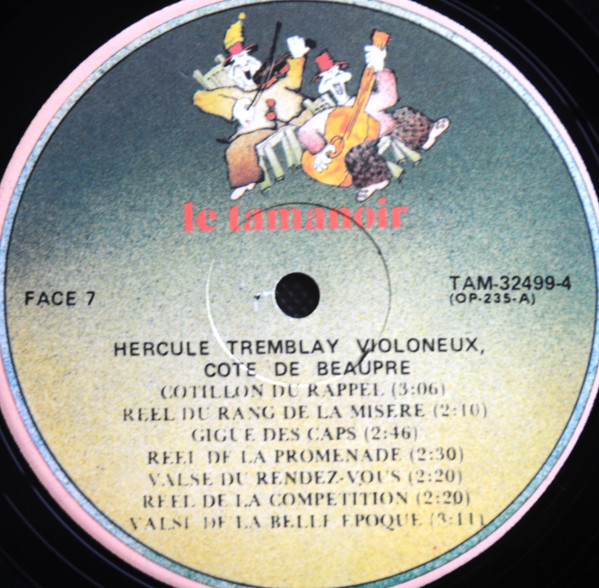 le tamanoir
FACE 7
TAM-32499-4
(OP-235-A)
HERCULE TREMBLAY VIOLONEUX,
COTE DE BEAUPRE
COTILLON DU RAPPEL (3:06)
REEL DU RANG DE LA MISERE (2:10)
GIGUE DES CAPS (2:46)
REEL DE LA PROMENADE (2:30)
VALSE DU RENDEZ-VOUS (2:20)
REEL DE LA COMPETITION (2:20)
VALSE DE LA BELLE EPOQUE (3:11)